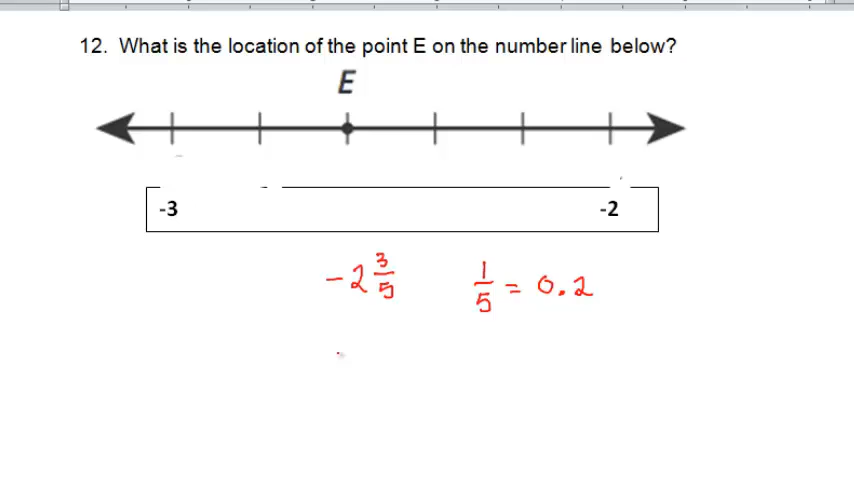 12. What is the location of the point E on the number line below?
E
-3 -2
-2 3/5 1/5 = 0.2